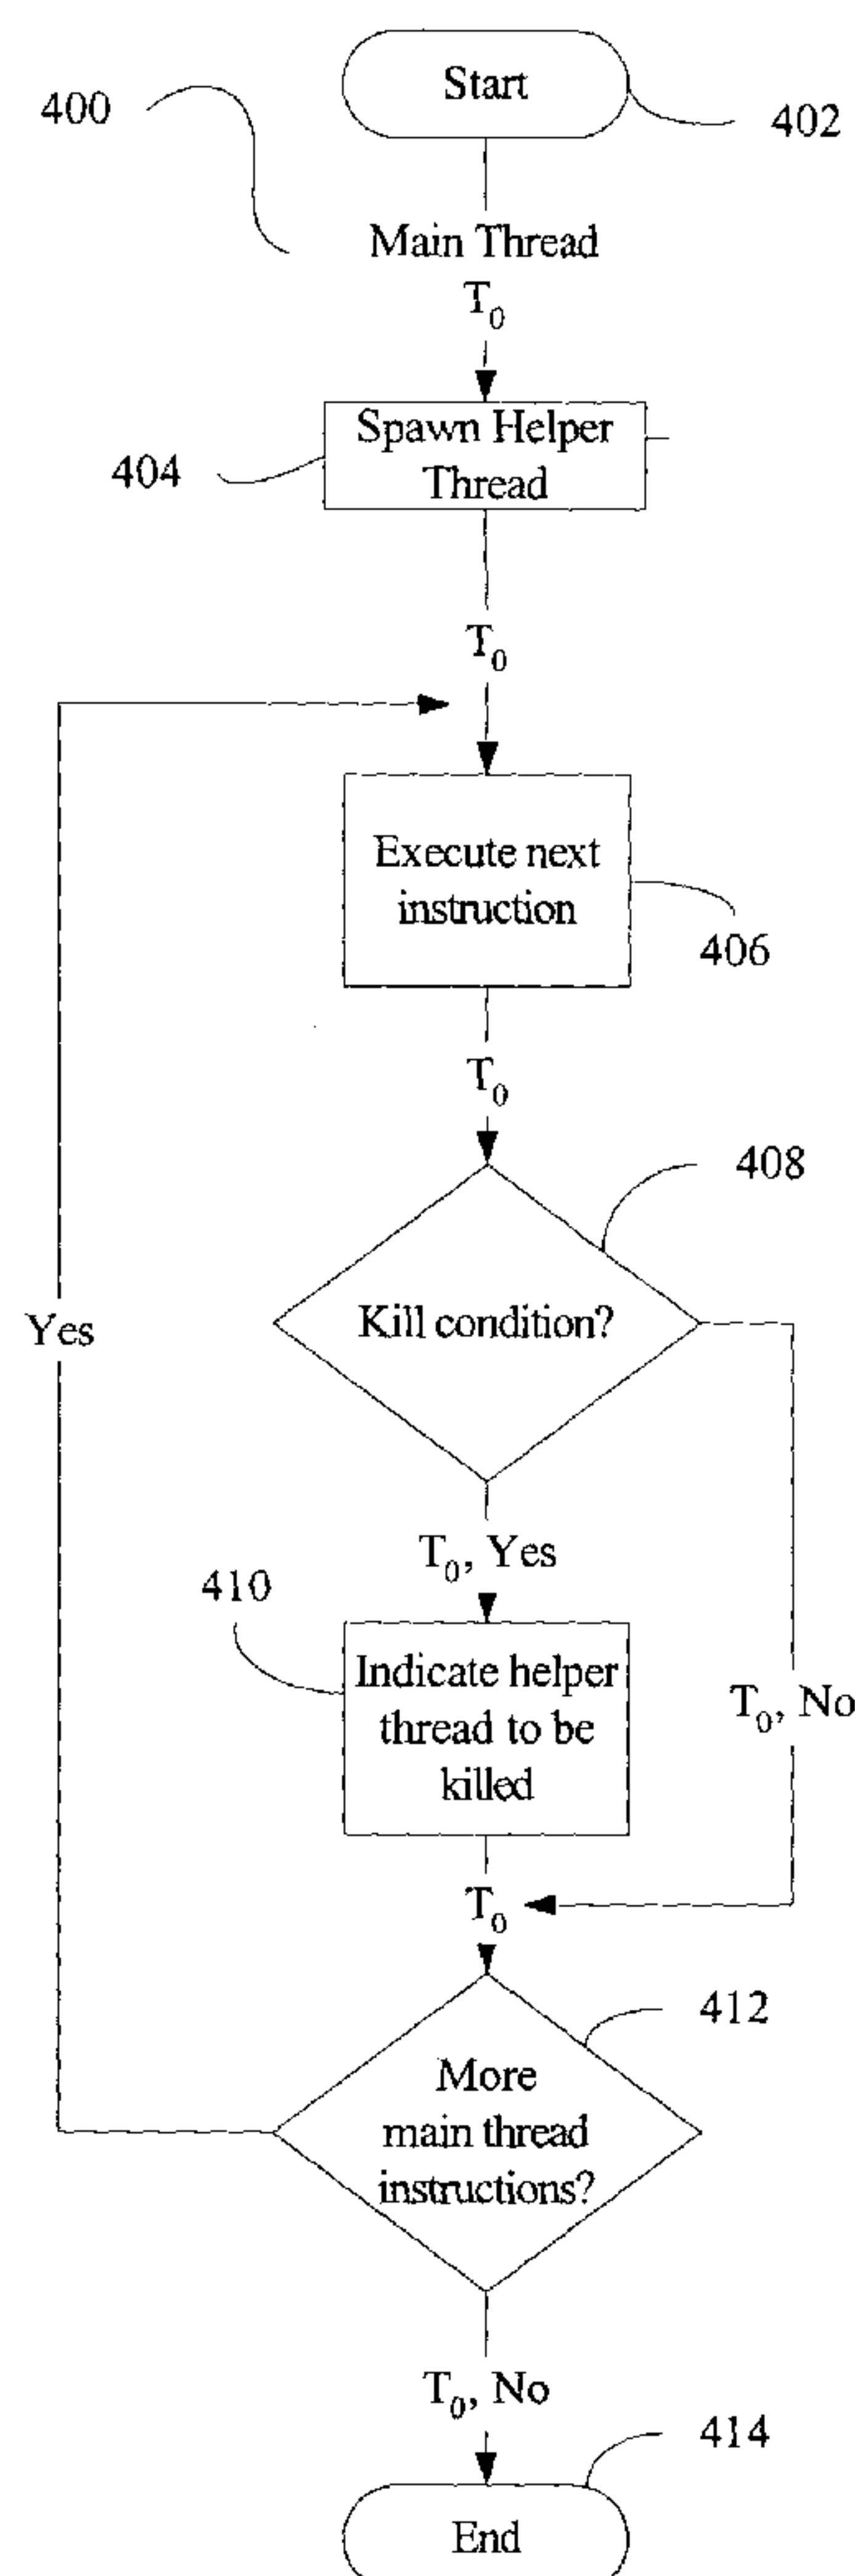 Start
400
402
Main Thread
T0
Spawn Helper
Thread
404
T0
Execute next
instruction
406
T0
408
Kill condition?
Yes
T0, Yes
410
Indicate helper
thread to be
killed
T0, No
T0
412
More
main thread
instructions?
T0, No
414
End